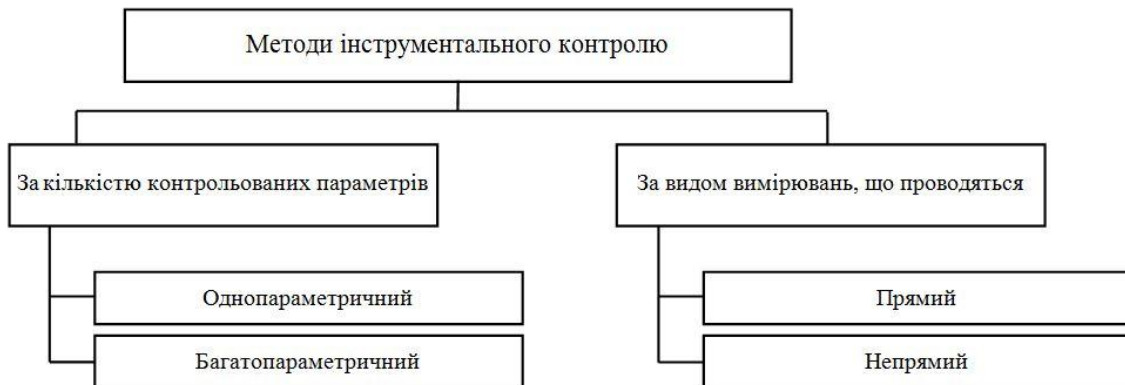 Методи інструментального контролю
За кількістю контрольованих параметрів
За видом вимірювань, що проводяться
Однопараметричний
Прямий
Багатопараметричний
Непрямий